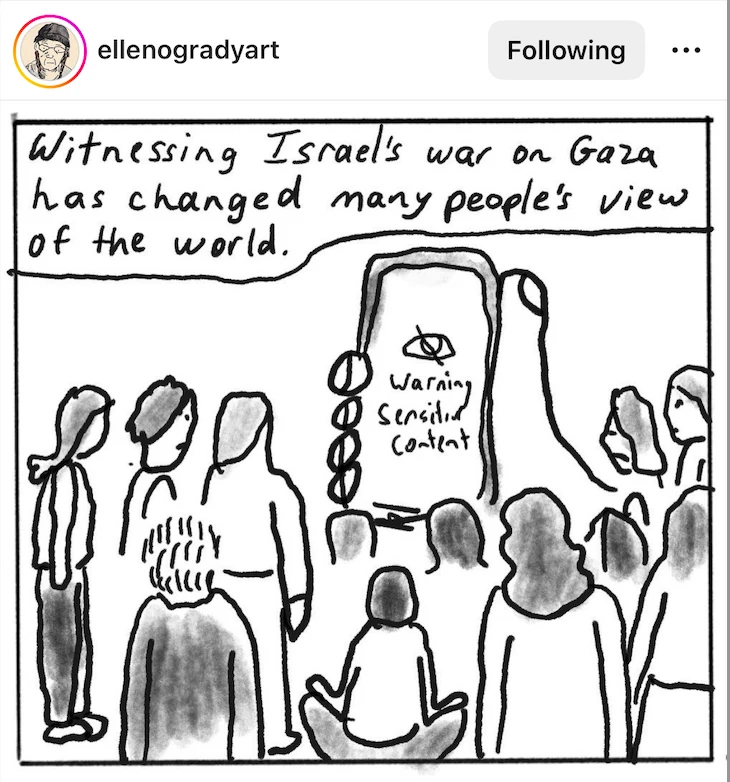 ellenogradyart
Following
Witnessing Israel's war on Gaza
has changed many people's view
of the world.
Warning
Sensitive
Content